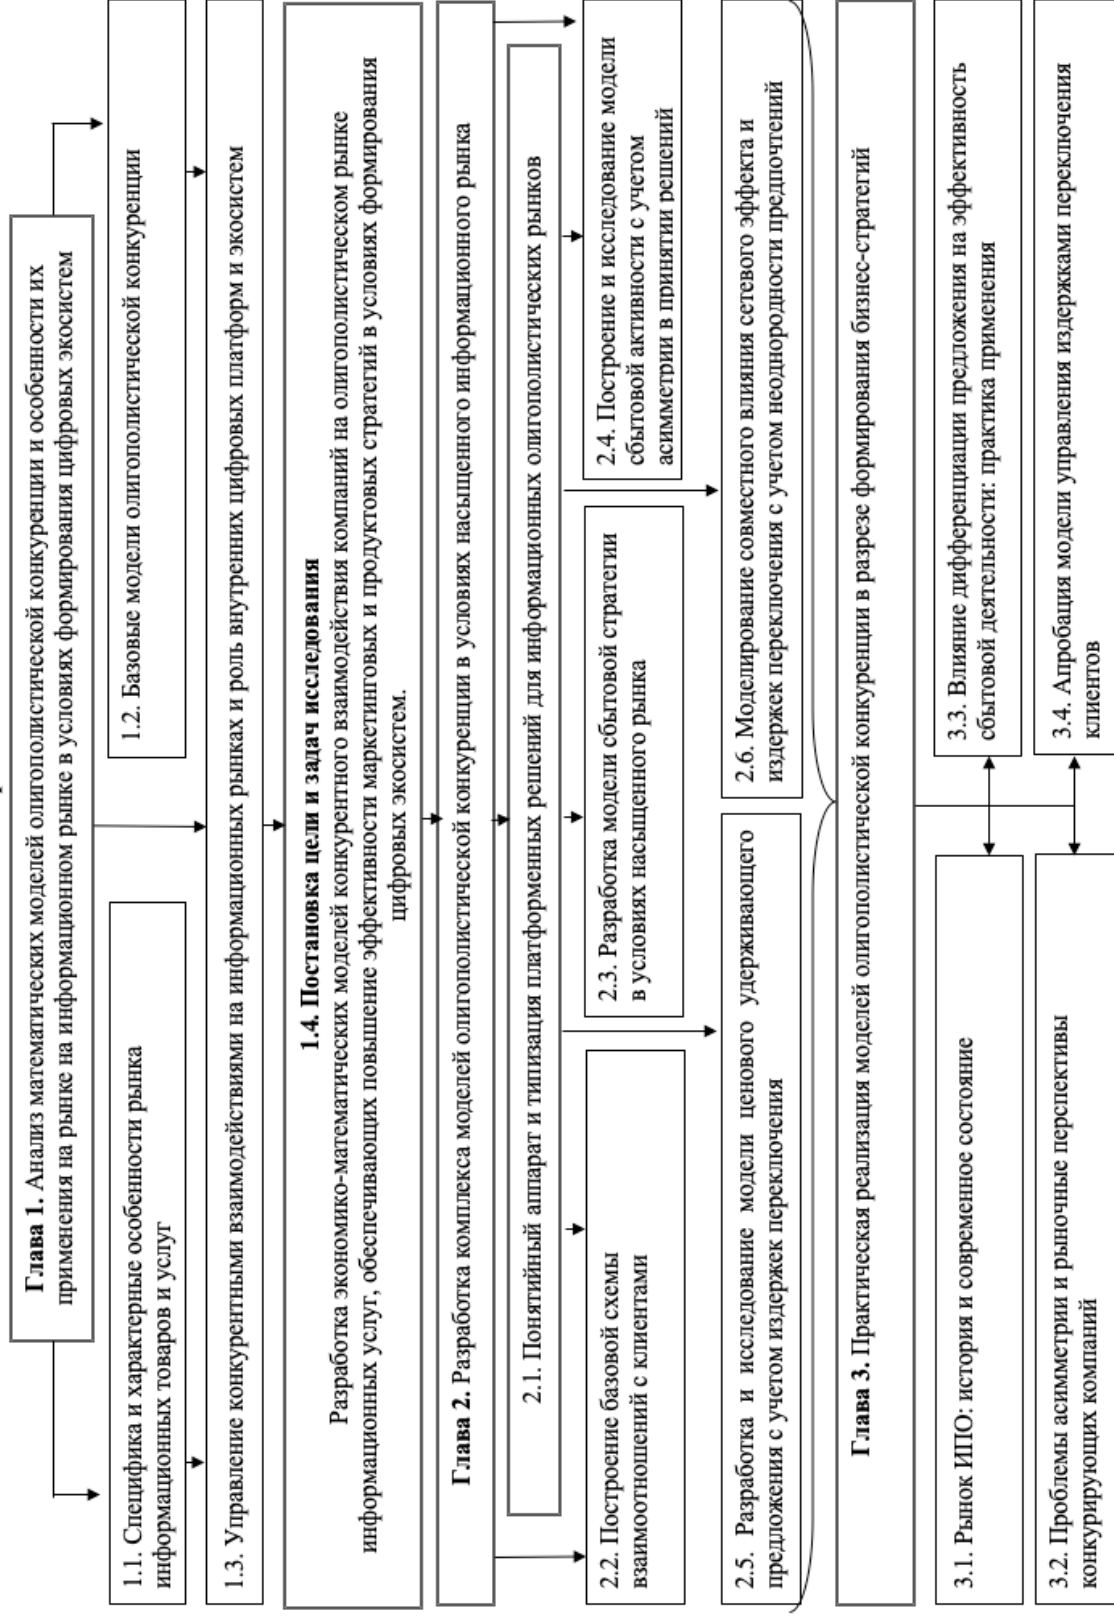 Глава 1. Анализ математических моделей олигополистической конкуренции и особенности их
применения на рынке на информационном рынке в условиях формирования цифровых экосистем
1.1. Специфика и характерные особенности рынка
информационных товаров и услуг
1.2. Базовые модели олигополистической конкуренции
1.3. Управление конкурентными взаимодействиями на информационных рынках и роль внутренних цифровых платформ и экосистем
1.4. Постановка цели и задач исследования
Разработка экономико-математических моделей конкурентного взаимодействия компаний на олигополистическом рынке
информационных услуг, обеспечивающих повышение эффективности маркетинговых и продуктовых стратегий в условиях формирования
цифровых экосистем.
Глава 2. Разработка комплекса моделей олигополистической конкуренции в условиях насыщенного информационного рынка
2.1. Понятийный аппарат и типизация платформенных решений для информационных олигополистических рынков
2.2. Построение базовой схемы
взаимоотношений с клиентами
2.3. Разработка модели сбытовой стратегии
в условиях насыщенного рынка
2.4. Построение и исследование модели
сбытовой активности с учетом
асимметрии в принятии решений
2.5. Разработка и исследование модели ценового удерживающего
предложения с учетом издержек переключения
2.6. Моделирование совместного влияния сетевого эффекта и
издержек переключения с учетом неоднородности предпочтений
Глава 3. Практическая реализация моделей олигополистической конкуренции в разрезе формирования бизнес-стратегий
3.1. Рынок ИПО: история и современное состояние
3.3. Влияние дифференциации предложения на эффективность
сбытовой деятельности: практика применения
3.2. Проблемы асимметрии и рыночные перспективы
конкурирующих компаний
3.4. Апробация модели управления издержками переключения
клиентов